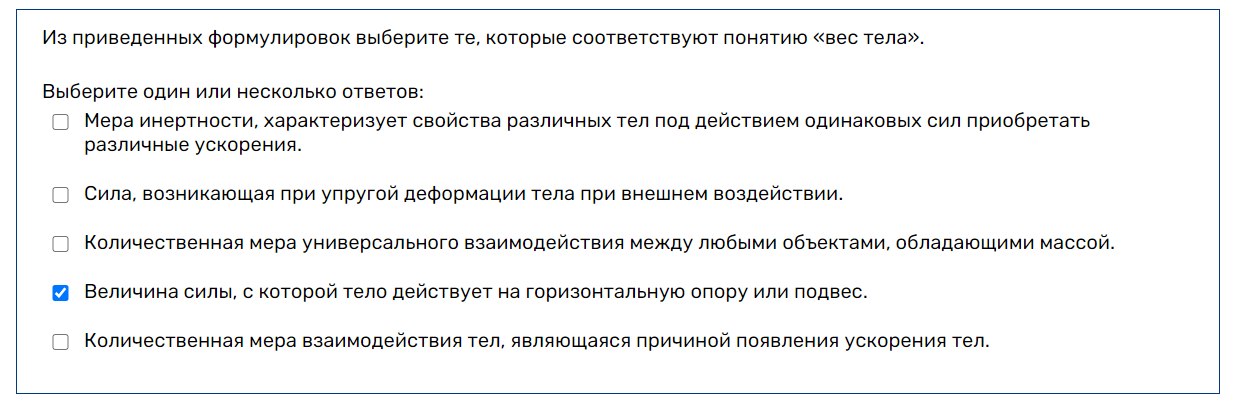 Из приведенных формулировок выберите те, которые соответствуют понятию «вес тела».
Выберите один или несколько ответов:
Мера инертности, характеризует свойства различных тел под действием одинаковых сил приобретать
различные ускорения.
Сила, возникающая при упругой деформации тела при внешнем воздействии.
Количественная мера универсального взаимодействия между любыми объектами, обладающими массой.
Величина силы, с которой тело действует на горизонтальную опору или подвес.
Количественная мера взаимодействия тел, являющаяся причиной появления ускорения тел.